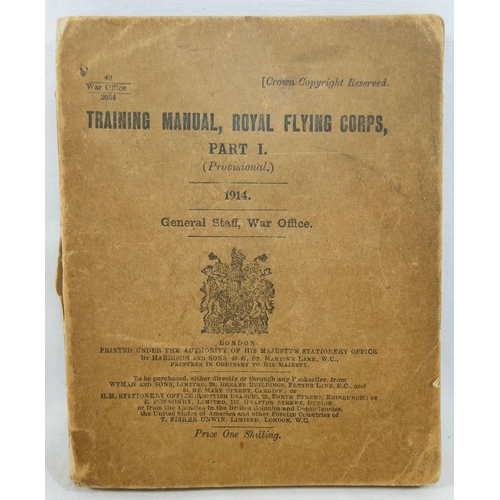 40
War Office
2054
[Crown Copyright Reserved.
TRAINING MANUAL, ROYAL FLYING CORPS,
PART I.
(Provisional.)
1914.
General Staff, War Office.
LONDON:
PRINTED UNDER THE AUTHORITY OF HIS MAJESTY'S STATIONERY OFFICE
By HARRISON AND SONS, 45-47, ST. MARTIN'S LANE, W.C.,
PRINTERS IN ORDINARY TO HIS MAJESTY.
To be purchased, either directly or through any Bookseller, from
WYMAN AND SONS, LIMITED, 29, BREAMS BUILDINGS, FETTER LANE, E.C., and
54, ST. MARY STREET, CARDIFF; or
H.M. STATIONERY OFFICE (SCOTTISH BRANCH), 23, FORTH STREET, EDINBURGH; or
E. PONSONBY, LIMITED, 116, GRAFTON STREET, DUBLIN;
or from the Agencies in the British Colonies and Dependencies,
the United States of America and other Foreign Countries of
T. FISHER UNWIN, LIMITED, LONDON, W.C.
Price One Shilling.